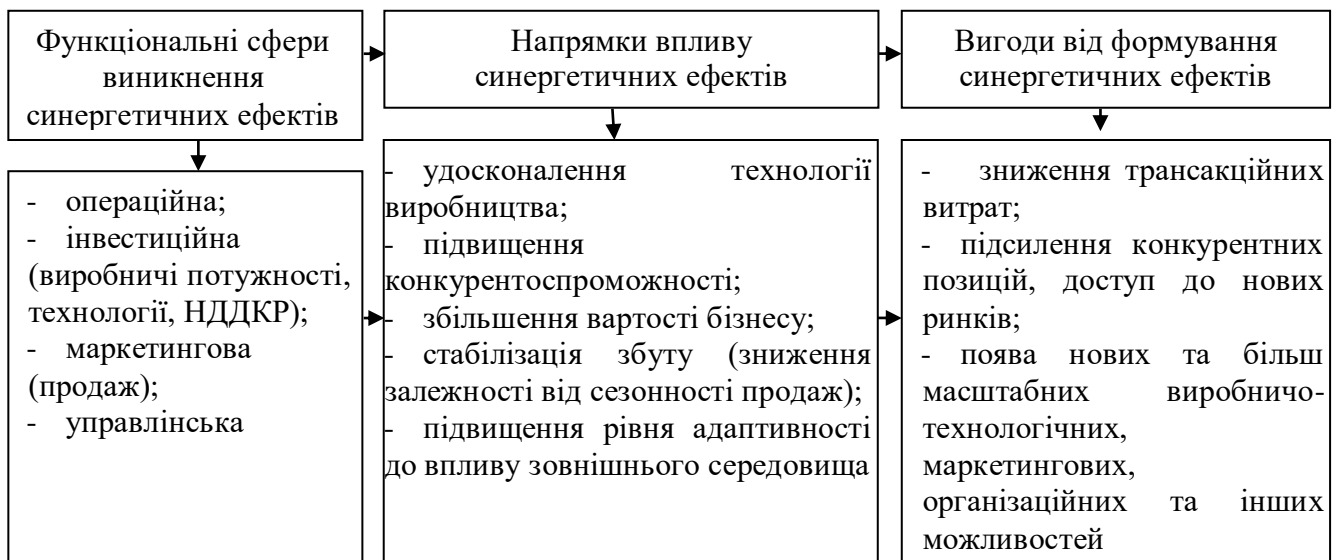 Функціональні сфери
виникнення
синергетичних ефектів
Напрямки впливу
синергетичних ефектів
Вигоди від формування
синергетичних ефектів
- операційна;
- інвестиційна
(виробничі потужності,
технології, НДДКР);
- маркетингова
(продаж);
- управлінська
- удосконалення технології
виробництва;
- підвищення
конкурентоспроможності;
- збільшення вартості бізнесу;
- стабілізація збуту (зниження
залежності від сезонності продаж);
- підвищення рівня адаптивності
до впливу зовнішнього середовища
- зниження трансакційних
витрат;
- підсилення конкурентних
позицій, доступ до нових
ринків;
- поява нових та більш
масштабних виробничо-
технологічних,
маркетингових,
організаційних та інших
можливостей